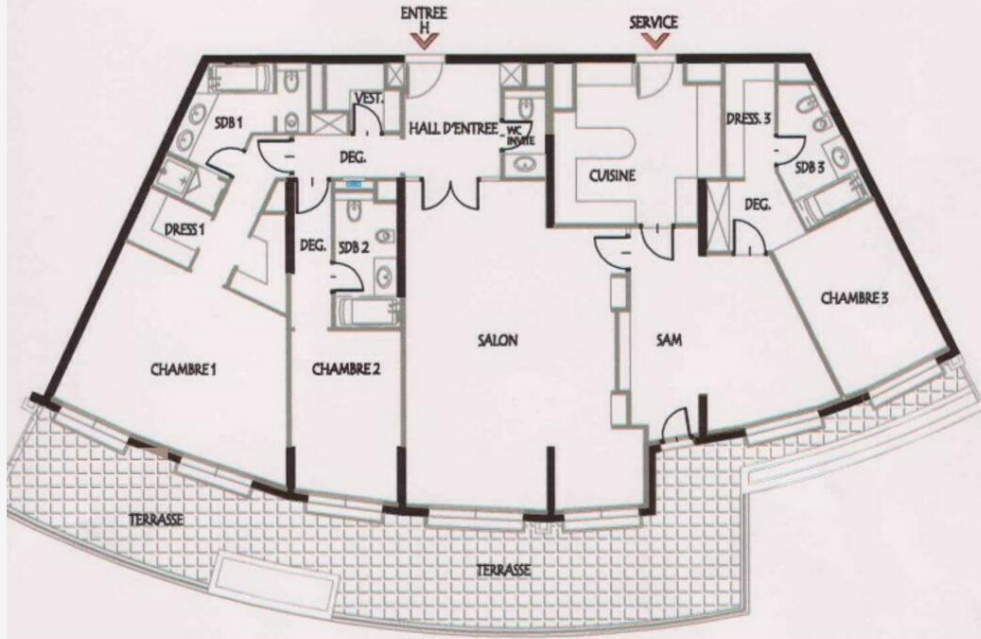 ENTREE
H
SERVICE
SDB 1
VEST.
HALL D'ENTREE
WC
INVITE
DEG.
CUISINE
DRESS. 3
SDB 3
DRESS 1
DEG.
SDB 2
DEG.
CHAMBRE 1
CHAMBRE 2
SALON
SAM
CHAMBRE 3
TERRASSE
TERRASSE